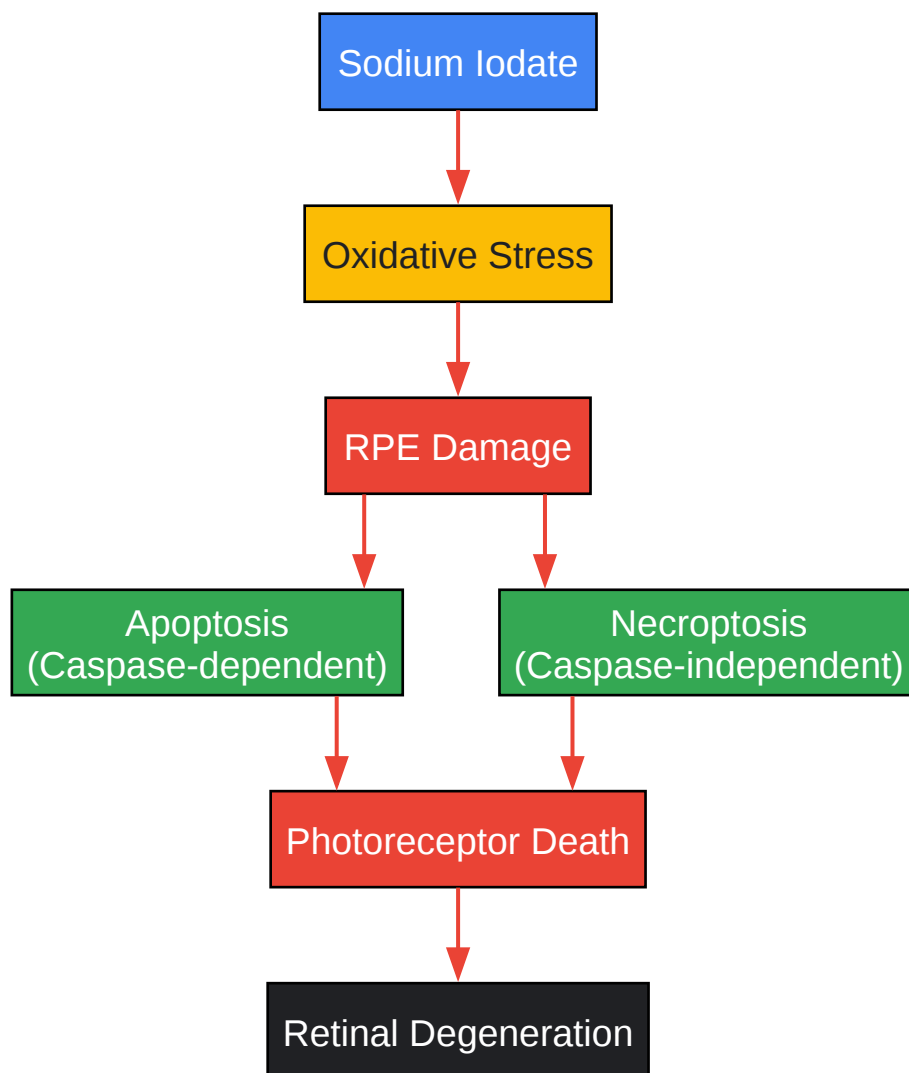 Sodium Iodate
Oxidative Stress
RPE Damage
Apoptosis
(Caspase-dependent)
Necroptosis
(Caspase-independent)
Photoreceptor Death
Retinal Degeneration